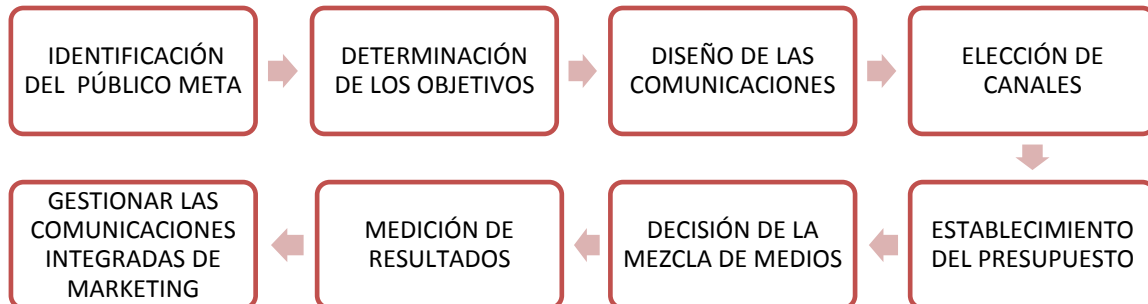 IDENTIFICACIÓN
DEL PÚBLICO META
DETERMINACIÓN
DE LOS OBJETIVOS
DISEÑO DE LAS
COMUNICACIONES
ELECCIÓN DE
CANALES
ESTABLECIMIENTO
DEL PRESUPUESTO
DECISIÓN DE LA
MEZCLA DE MEDIOS
MEDICIÓN DE
RESULTADOS
GESTIONAR LAS
COMUNICACIONES
INTEGRADAS DE
MARKETING